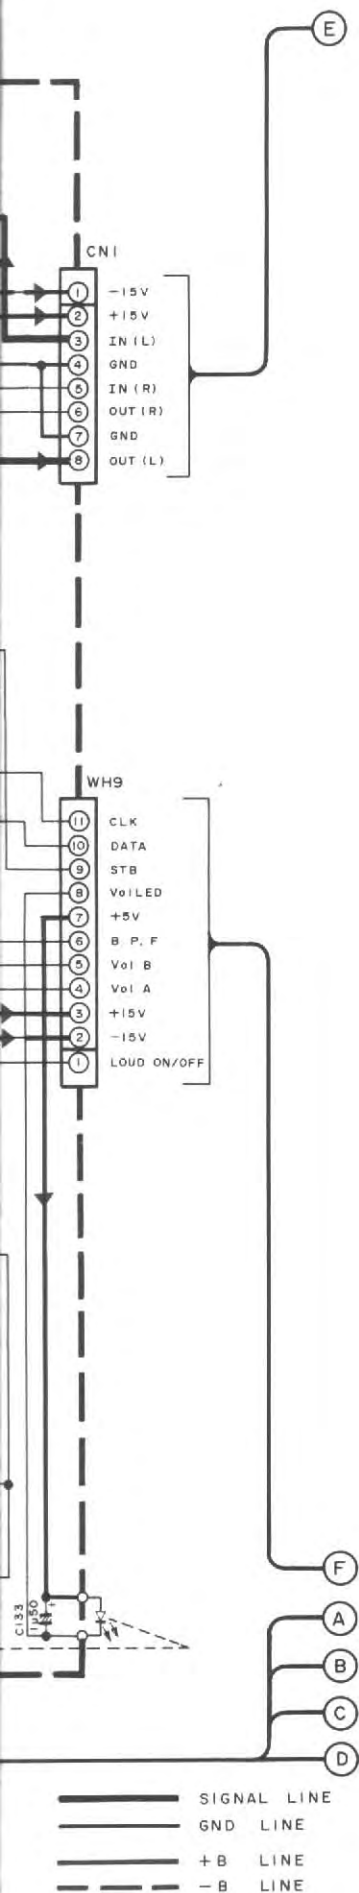 E
CN1
1 -15V
2 +15V
3 IN (L)
4 GND
5 IN (R)
6 OUT (R)
7 GND
8 OUT (L)
WH9
11 CLK
10 DATA
9 STB
8 VolLED
7 +5V
6 B.P.F
5 Vol B
4 Vol A
3 +15V
2 -15V
1 LOUD ON/OFF
F
C133
1μ50
+
A
B
C
D
SIGNAL LINE
GND LINE
+B LINE
-B LINE